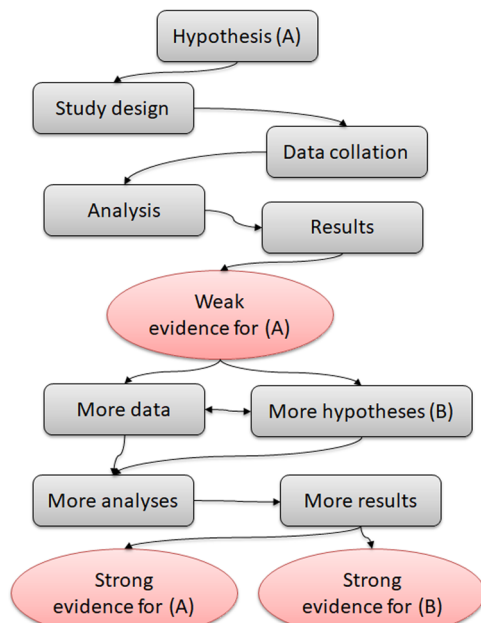 Hypothesis (A)
Study design
Data collation
Analysis
Results
Weak
evidence for (A)
More data
More hypotheses (B)
More analyses
More results
Strong
evidence for (A)
Strong
evidence for (B)